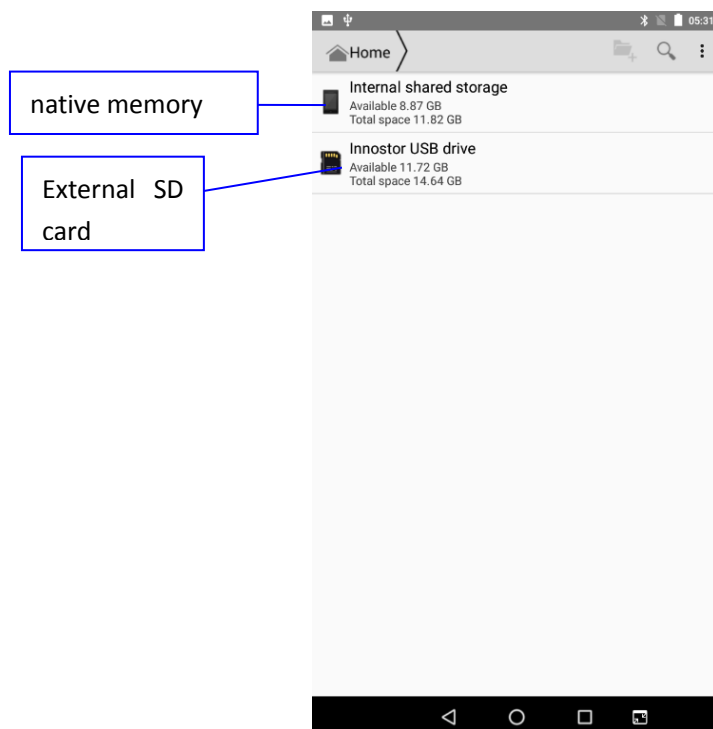 05:31
Home
native memory
Internal shared storage
Available 8.87 GB
Total space 11.82 GB
External SD
card
Innostor USB drive
Available 11.72 GB
Total space 14.64 GB